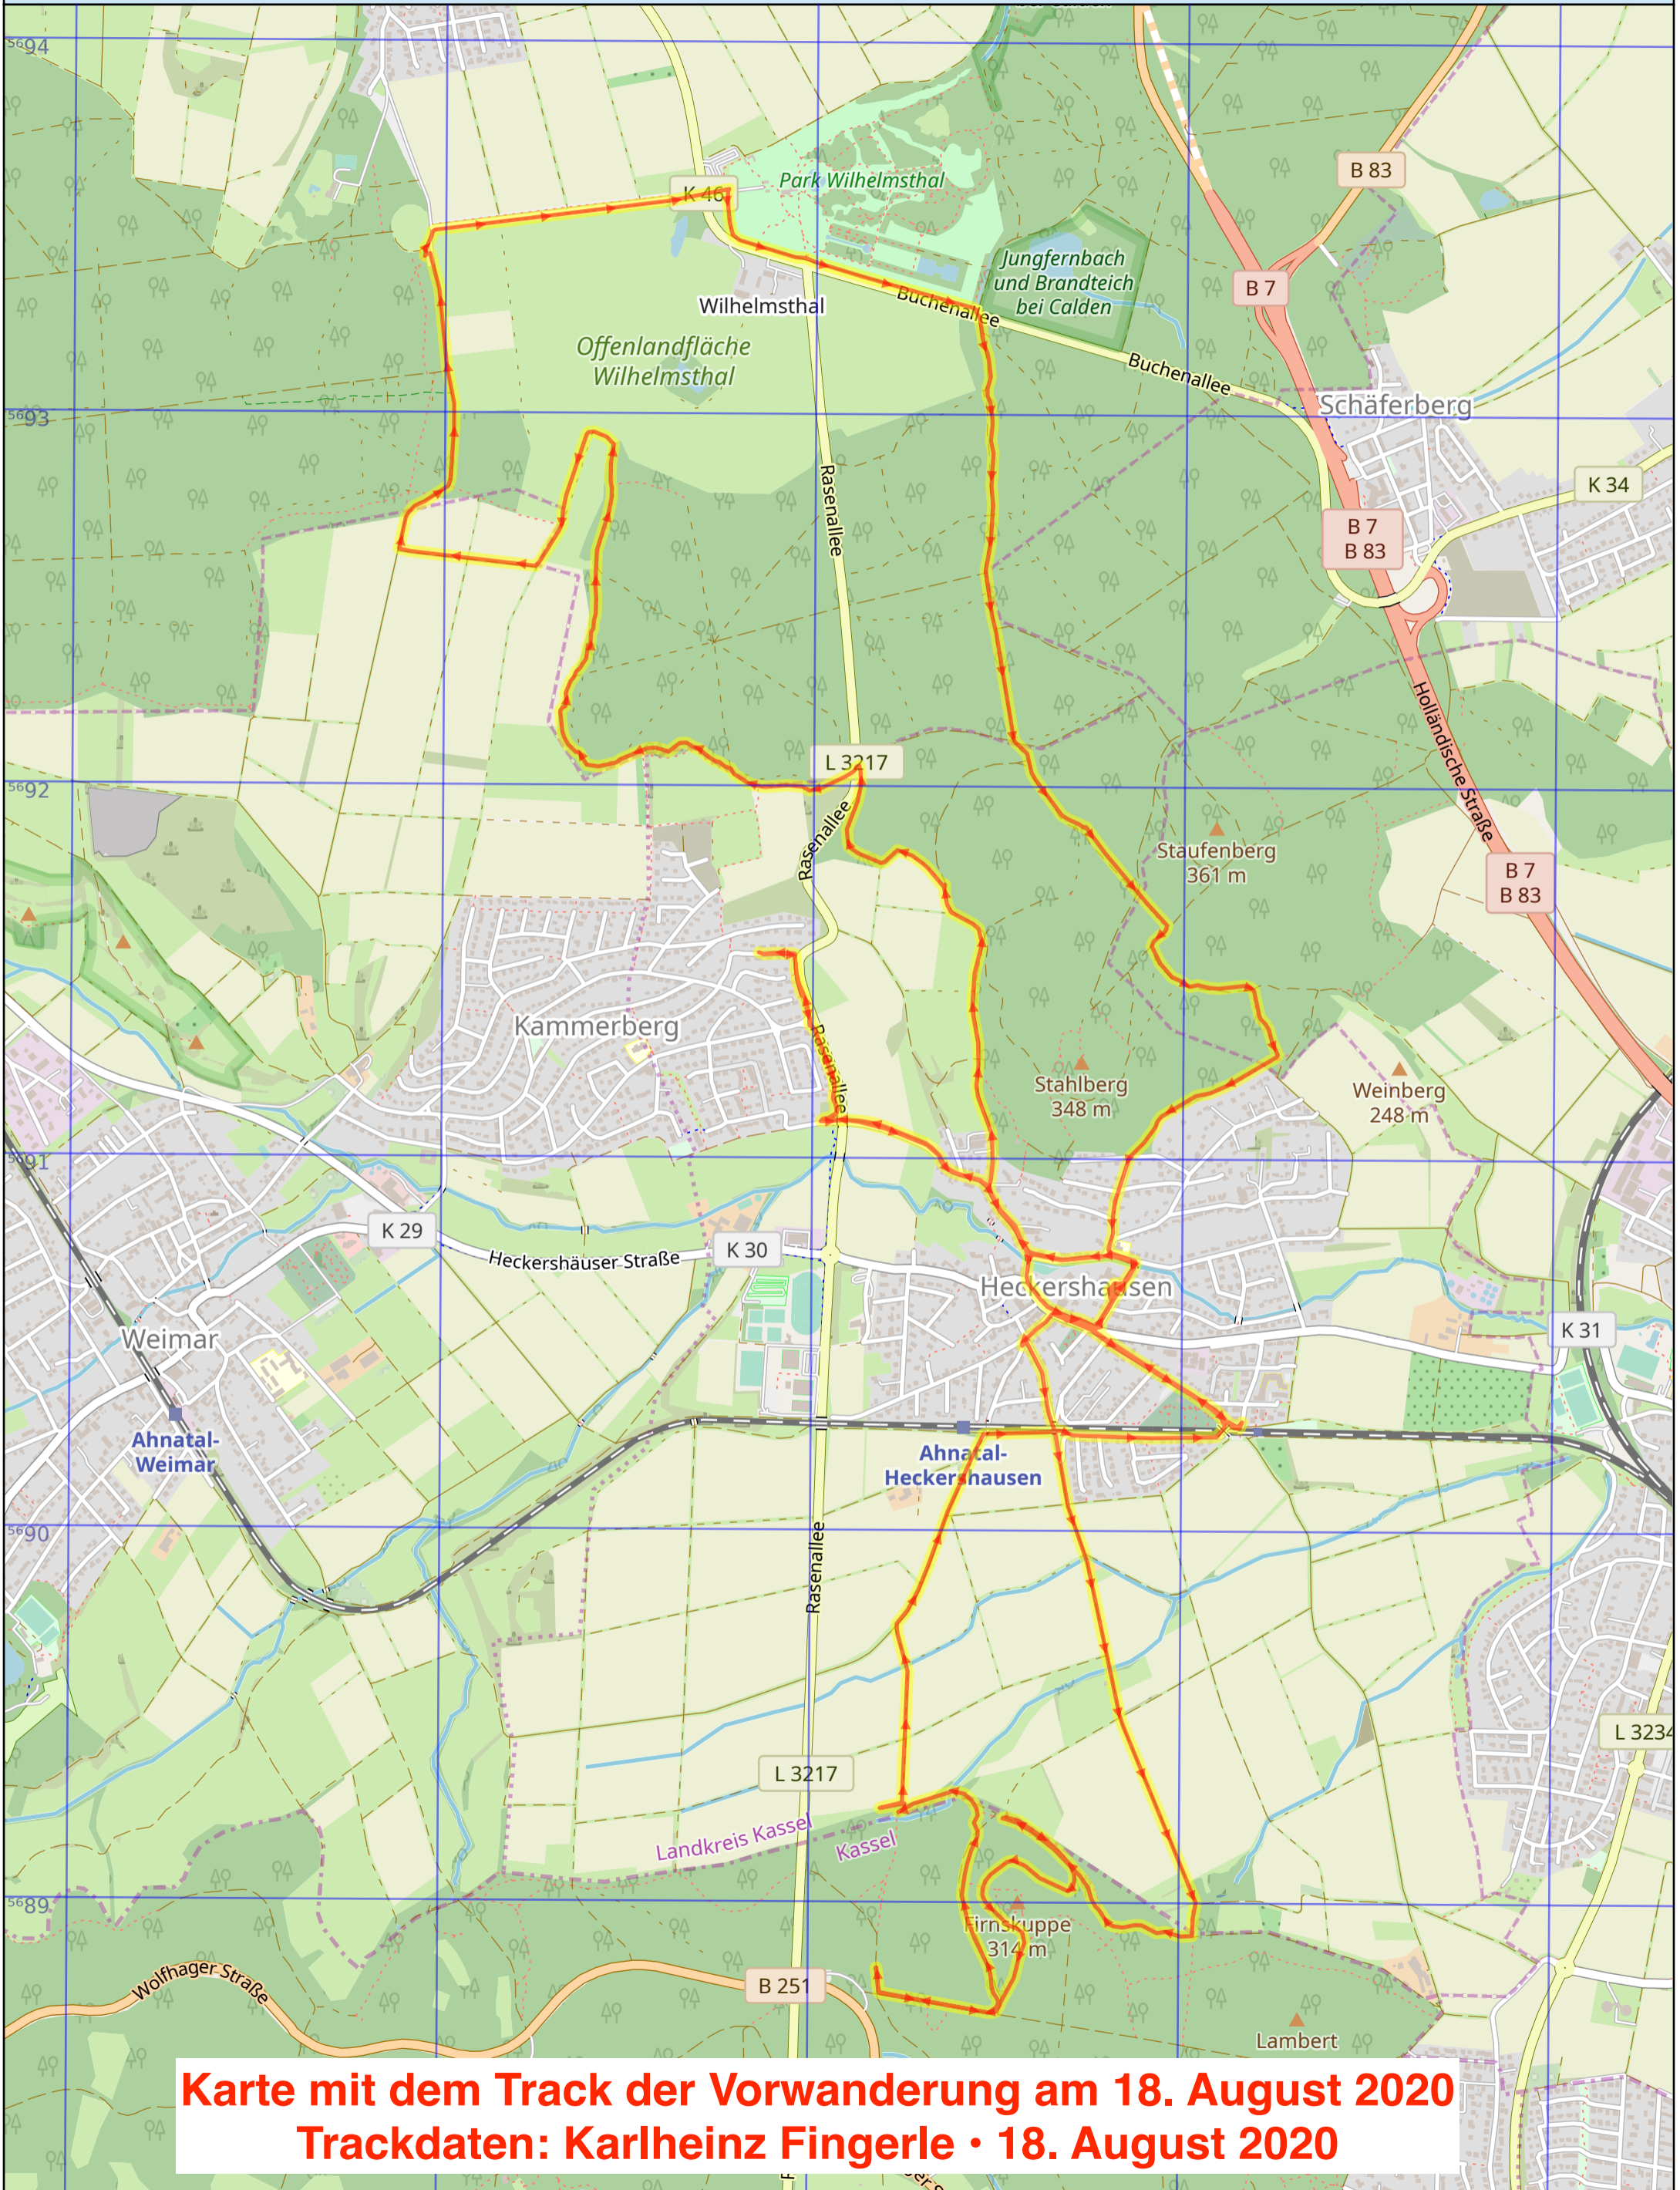 5694
K 46
Park Wilhelmsthal
B 83
Jungfernbach
und Brandteich
bei Calden
B 7
Wilhelmsthal
Buchenallee
Offenlandfläche
Wilhelmsthal
Buchenallee
5693
Schäferberg
Rasenallee
K 34
B 7
B 83
Holländische Straße
L 3217
5692
Rasenallee
Staufenberg
361 m
B 7
B 83
Kammerberg
Rasenallee
Stahlberg
348 m
Weinberg
248 m
5691
K 29
Heckershäuser Straße
K 30
Heckershausen
Weimar
K 31
Ahnatal-
Weimar
Ahnatal-
Heckershausen
5690
Rasenallee
L 3234
L 3217
Landkreis Kassel
Kassel
5689
Firnskuppe
314 m
Wolfhager Straße
B 251
Lambert
Karte mit dem Track der Vorwanderung am 18. August 2020
Trackdaten: Karlheinz Fingerle • 18. August 2020